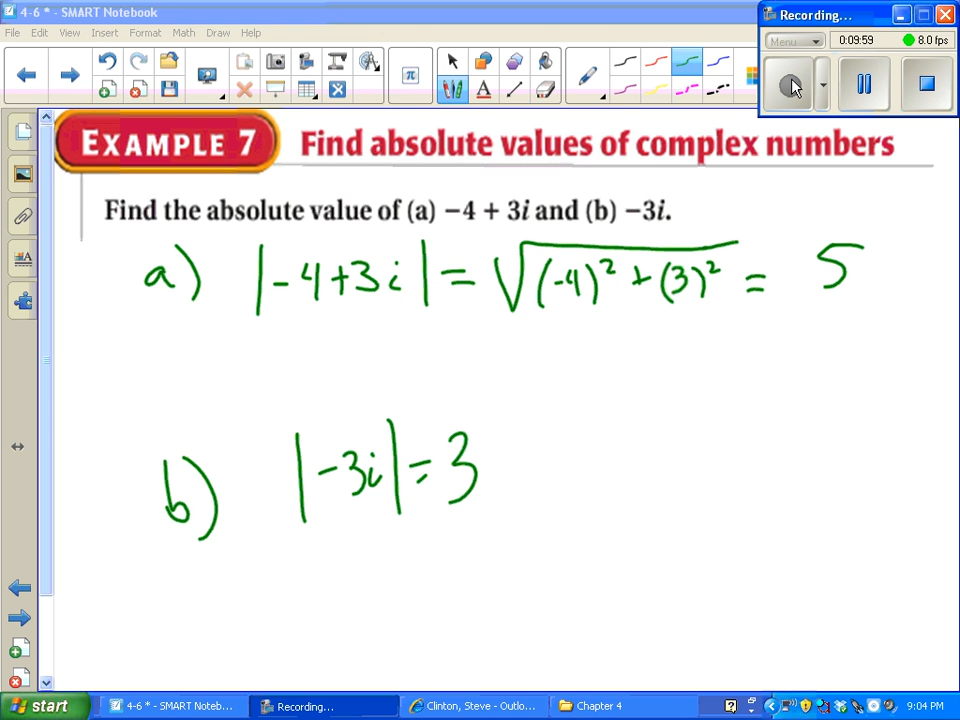 4-6 * - SMART Notebook
File Edit View Insert Format Math Draw Help
Recording...
Menu 0:09:59 8.0 fps
EXAMPLE 7 Find absolute values of complex numbers
Find the absolute value of (a) −4 + 3i and (b) −3i.
a) |-4+3i| = √(-4)² + (3)² = 5
b) |-3i| = 3
start 4-6 * - SMART Noteb... Recording... Clinton, Steve - Outlo... Chapter 4 9:04 PM